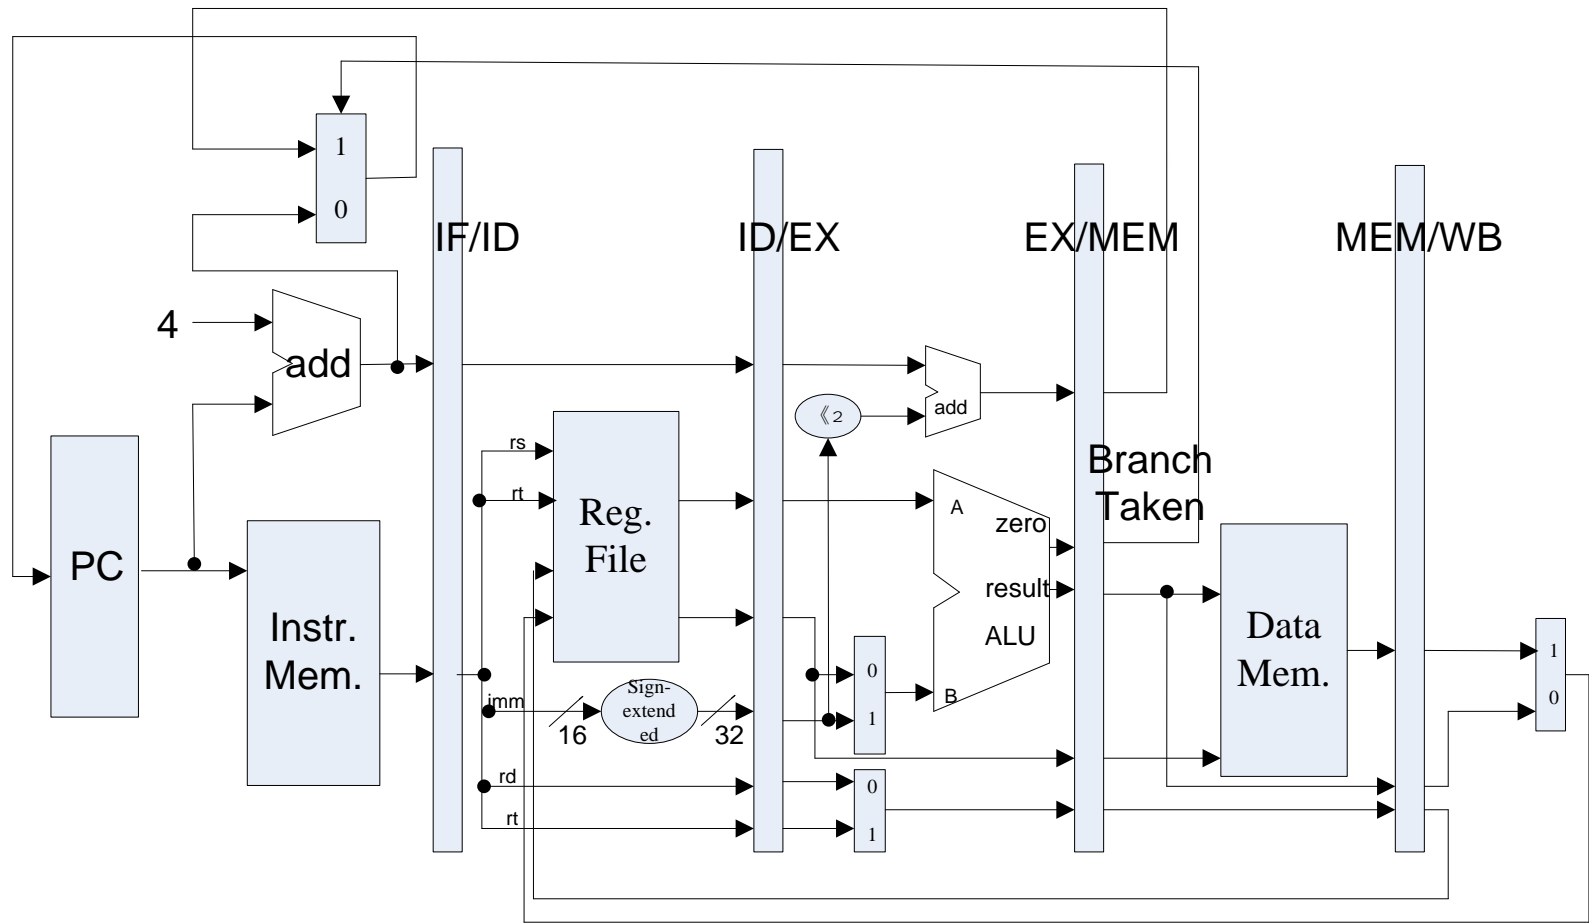 1
0
IF/ID
ID/EX
EX/MEM
MEM/WB
4
add
《2
add
rs
rt
Reg.
File
A
zero
Branch
Taken
PC
Instr.
Mem.
result
ALU
Data
Mem.
B
imm
16
Sign-
extend
ed
32
0
1
1
0
rd
rt
0
1